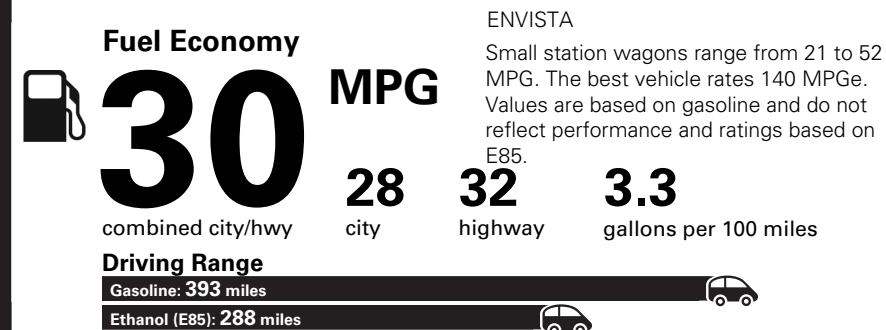 ENVISTA
Fuel Economy
Small station wagons range from 21 to 52
MPG. The best vehicle rates 140 MPGe.
Values are based on gasoline and do not
reflect performance and ratings based on
E85.
30 MPG
combined city/hwy
28
city
32
highway
3.3
gallons per 100 miles
Driving Range
Gasoline: 393 miles
Ethanol (E85): 288 miles